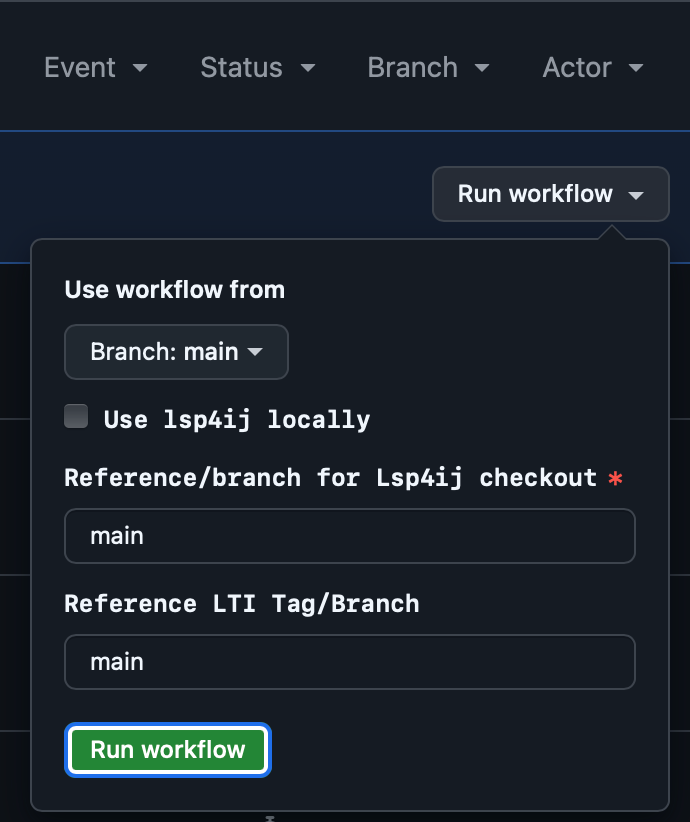 Event Status Branch Actor
Run workflow
Use workflow from
Branch: main
Use lsp4ij locally
Reference/branch for Lsp4ij checkout *
main
Reference LTI Tag/Branch
main
Run workflow